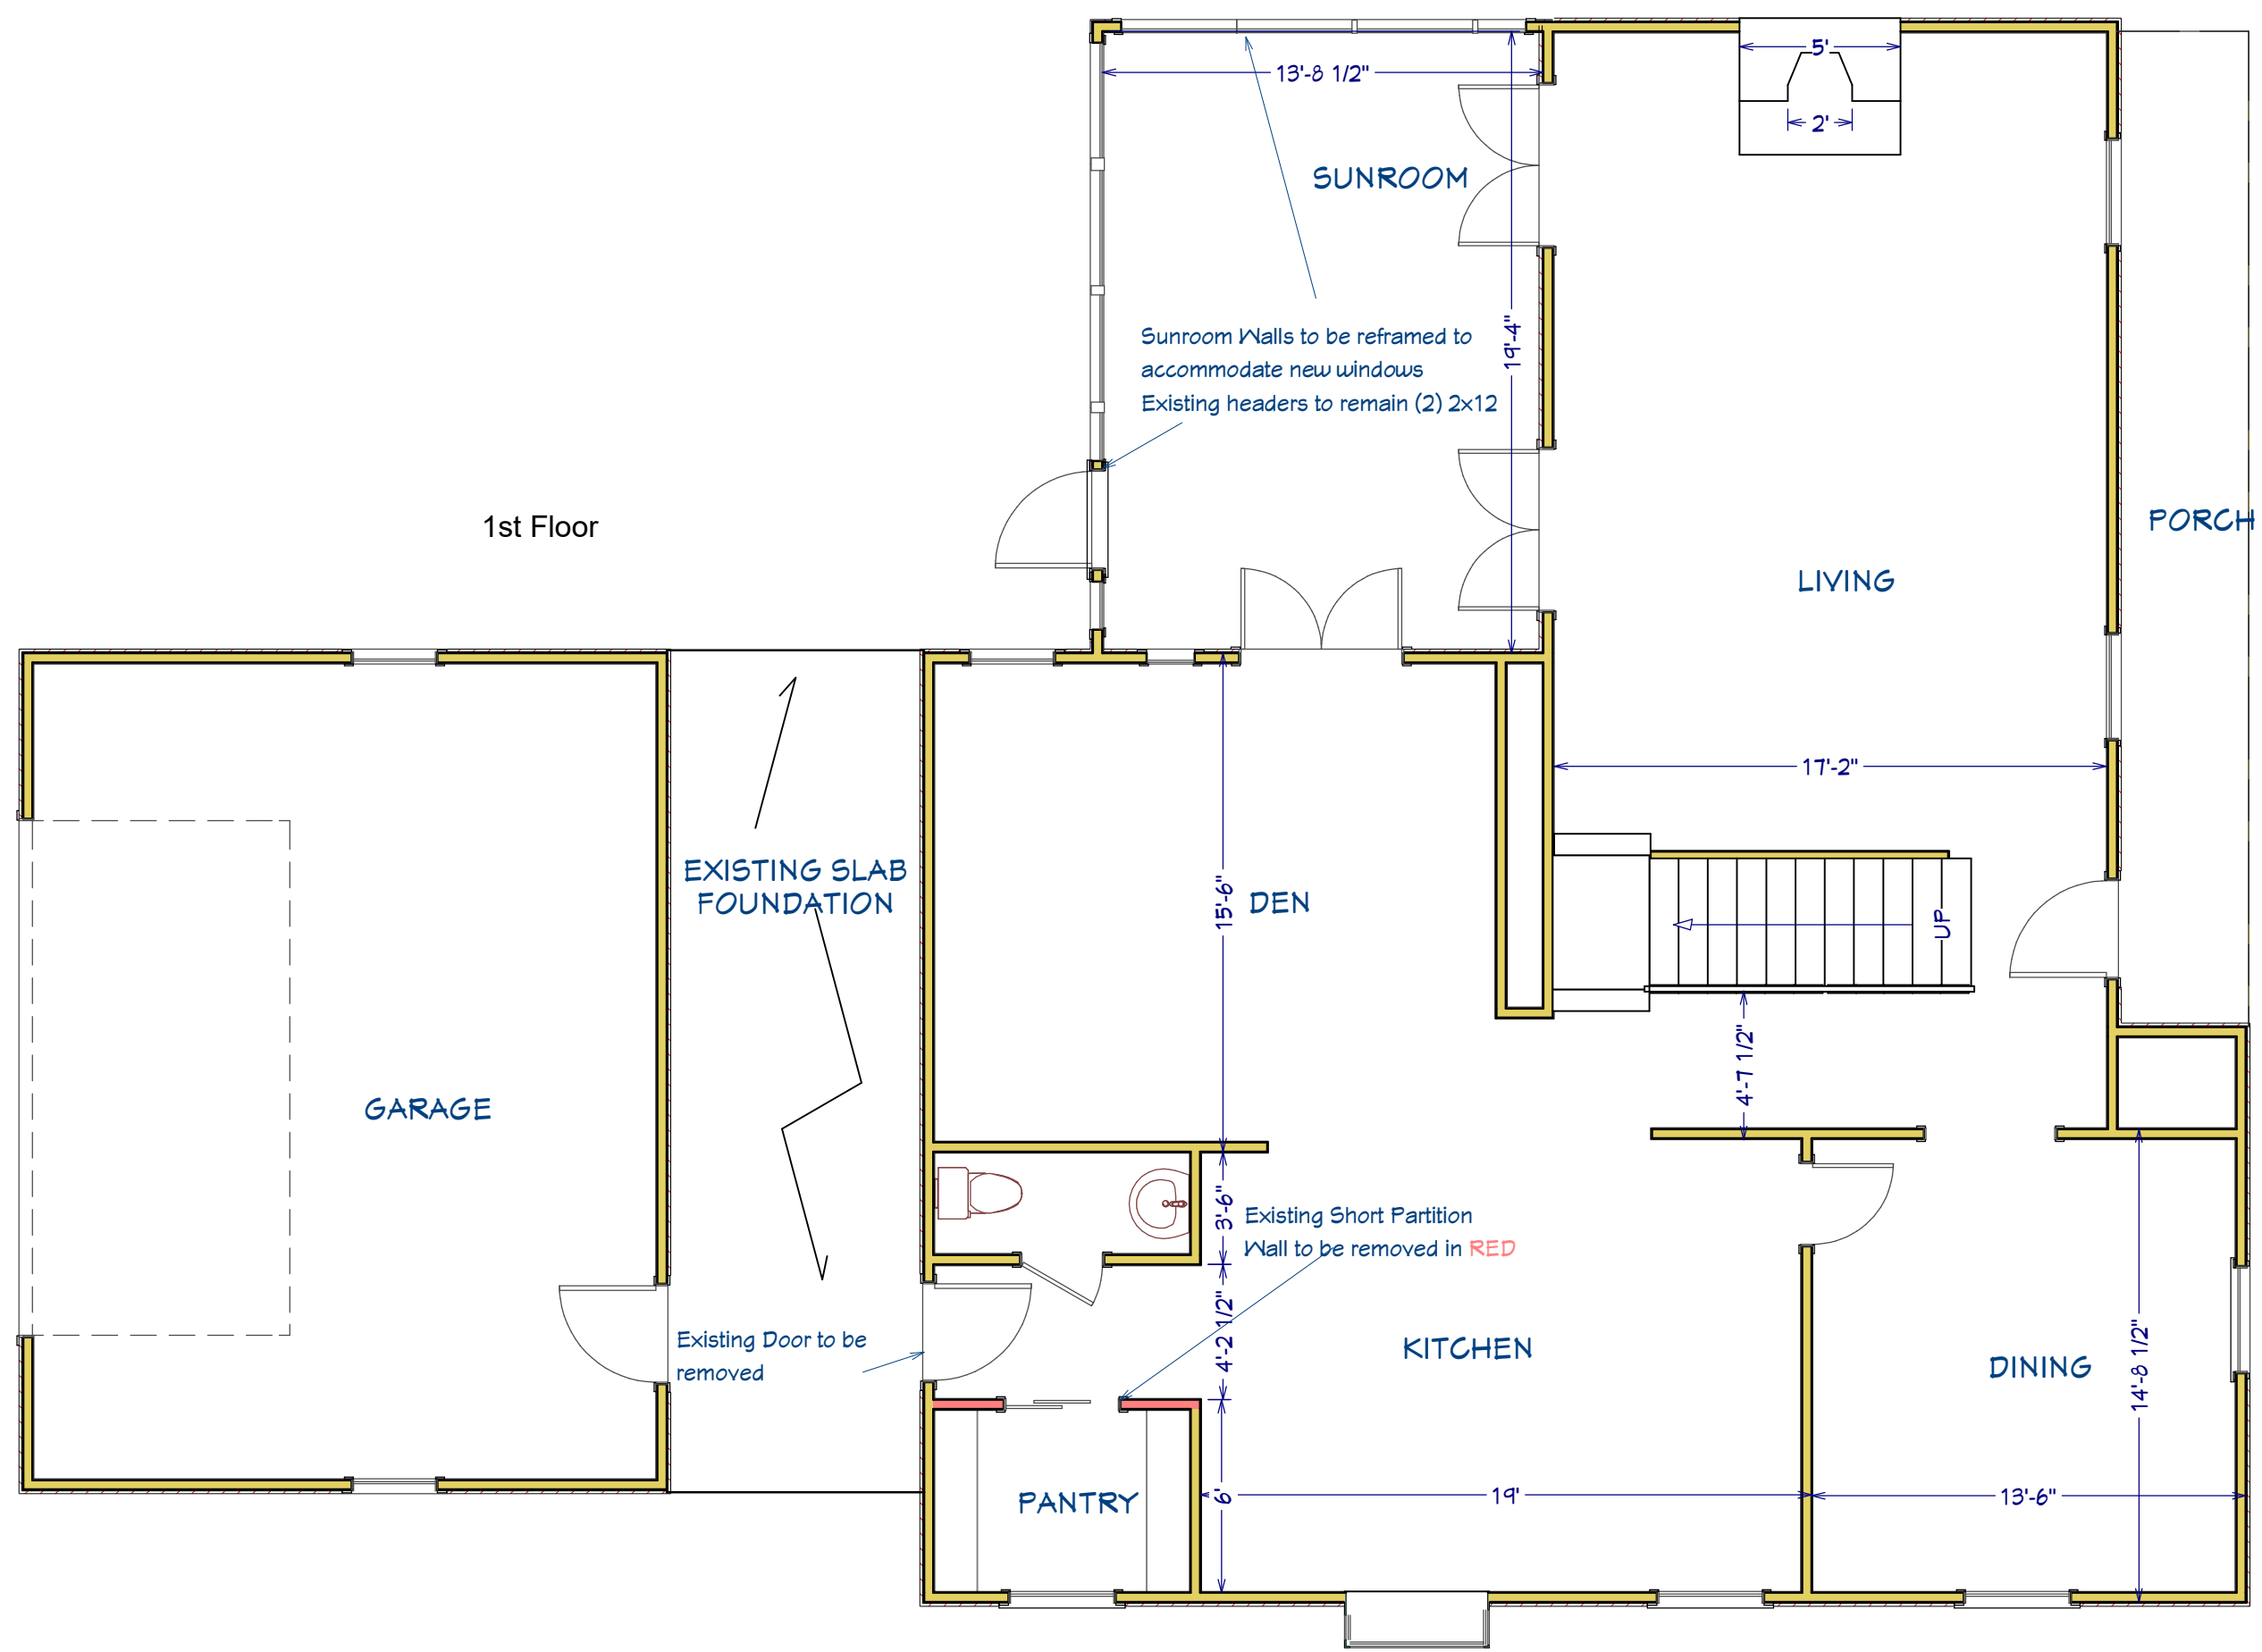 5'
13'-8 1/2"
2'
SUNROOM
Sunroom Walls to be reframed to
accommodate new windows
Existing headers to remain (2) 2x12
19'-4"
1st Floor
PORCH
LIVING
17'-2"
EXISTING SLAB
FOUNDATION
15'-6"
DEN
UP
4'-7 1/2"
GARAGE
3'-6"
Existing Short Partition
Wall to be removed in RED
4'-2 1/2"
Existing Door to be
removed
KITCHEN
DINING
14'-8 1/2"
PANTRY
6'
19'
13'-6"